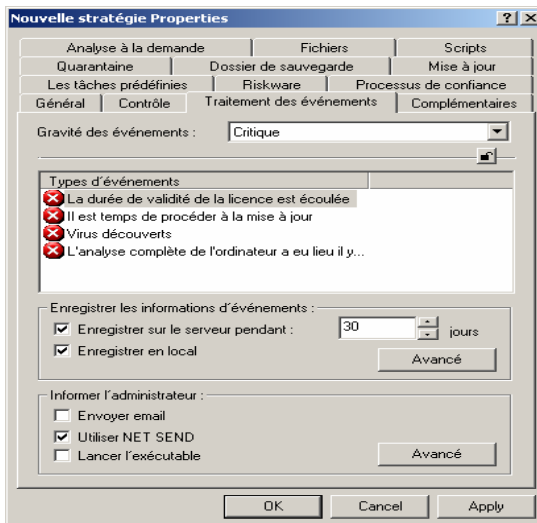 Nouvelle stratégie Properties
Analyse à la demande Fichiers Scripts
Quarantaine Dossier de sauvegarde Mise à jour
Les tâches prédéfinies Riskware Processus de confiance
Général Contrôle Traitement des événements Complémentaires
Gravité des événements : Critique
Types d'événements
La durée de validité de la licence est écoulée
Il est temps de procéder à la mise à jour
Virus découverts
L'analyse complète de l'ordinateur a eu lieu il y...
Enregistrer les informations d'événements :
Enregistrer sur le serveur pendant : 30 jours
Enregistrer en local
Avancé
Informer l'administrateur :
Envoyer email
Utiliser NET SEND
Lancer l'exécutable Avancé
OK Cancel Apply